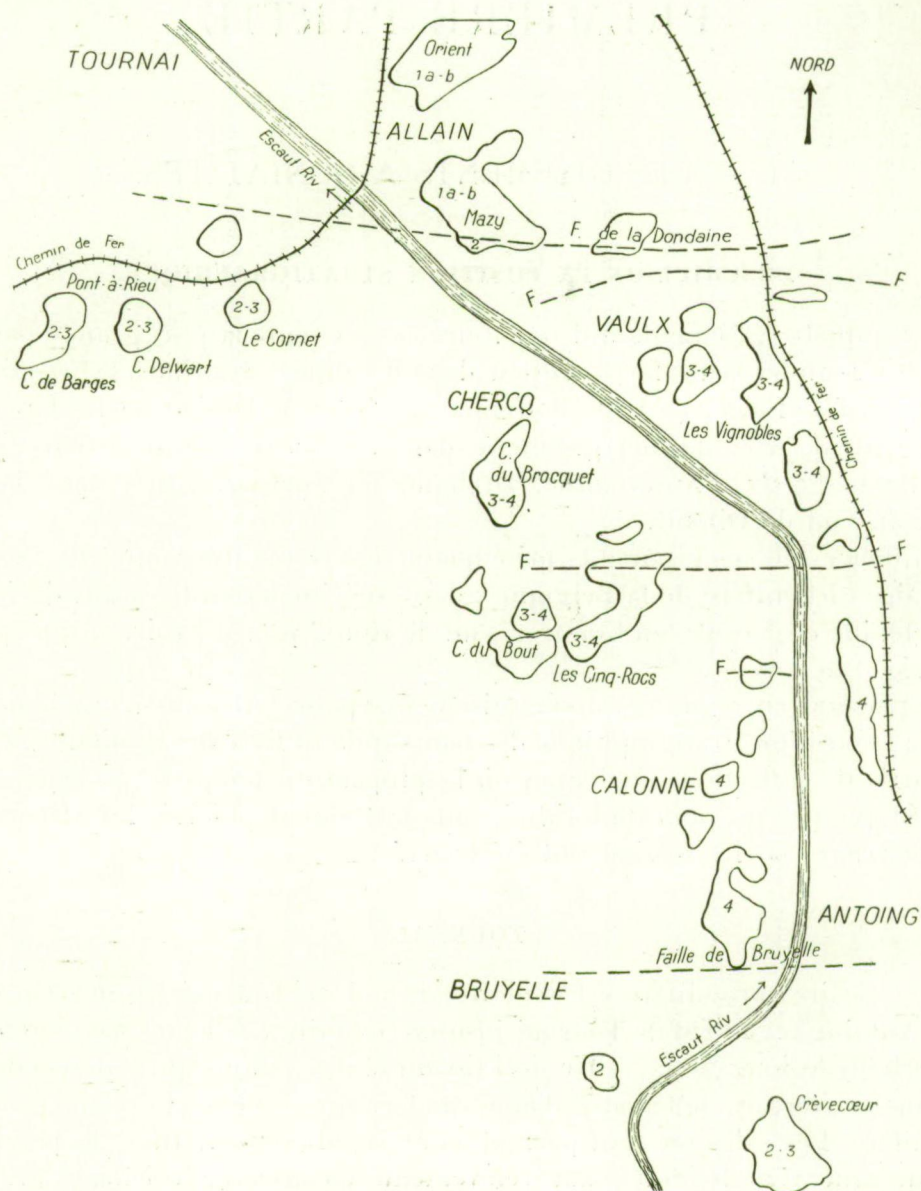 TOURNAI
Orient
1a-b
NORD
ALLAIN
Escaut Riv
1a-b
Mazy
2
F. de la Dondaine
Chemin de Fer
Pont-à-Rieu
F
F
2-3
2-3
2-3
Le Cornet
C Delwart
C de Barges
VAULX
3-4
3-4
Les Vignobles
Chemin de Fer
CHERCQ
C. du Brocquet
3-4
3-4
F
F
3-4
3-4
C. du Bout
Les Cinq-Rocs
F
4
CALONNE
4
4
ANTOING
Faille de Bruyelle
BRUYELLE
Escaut Riv
2
Crèvecœur
2-3